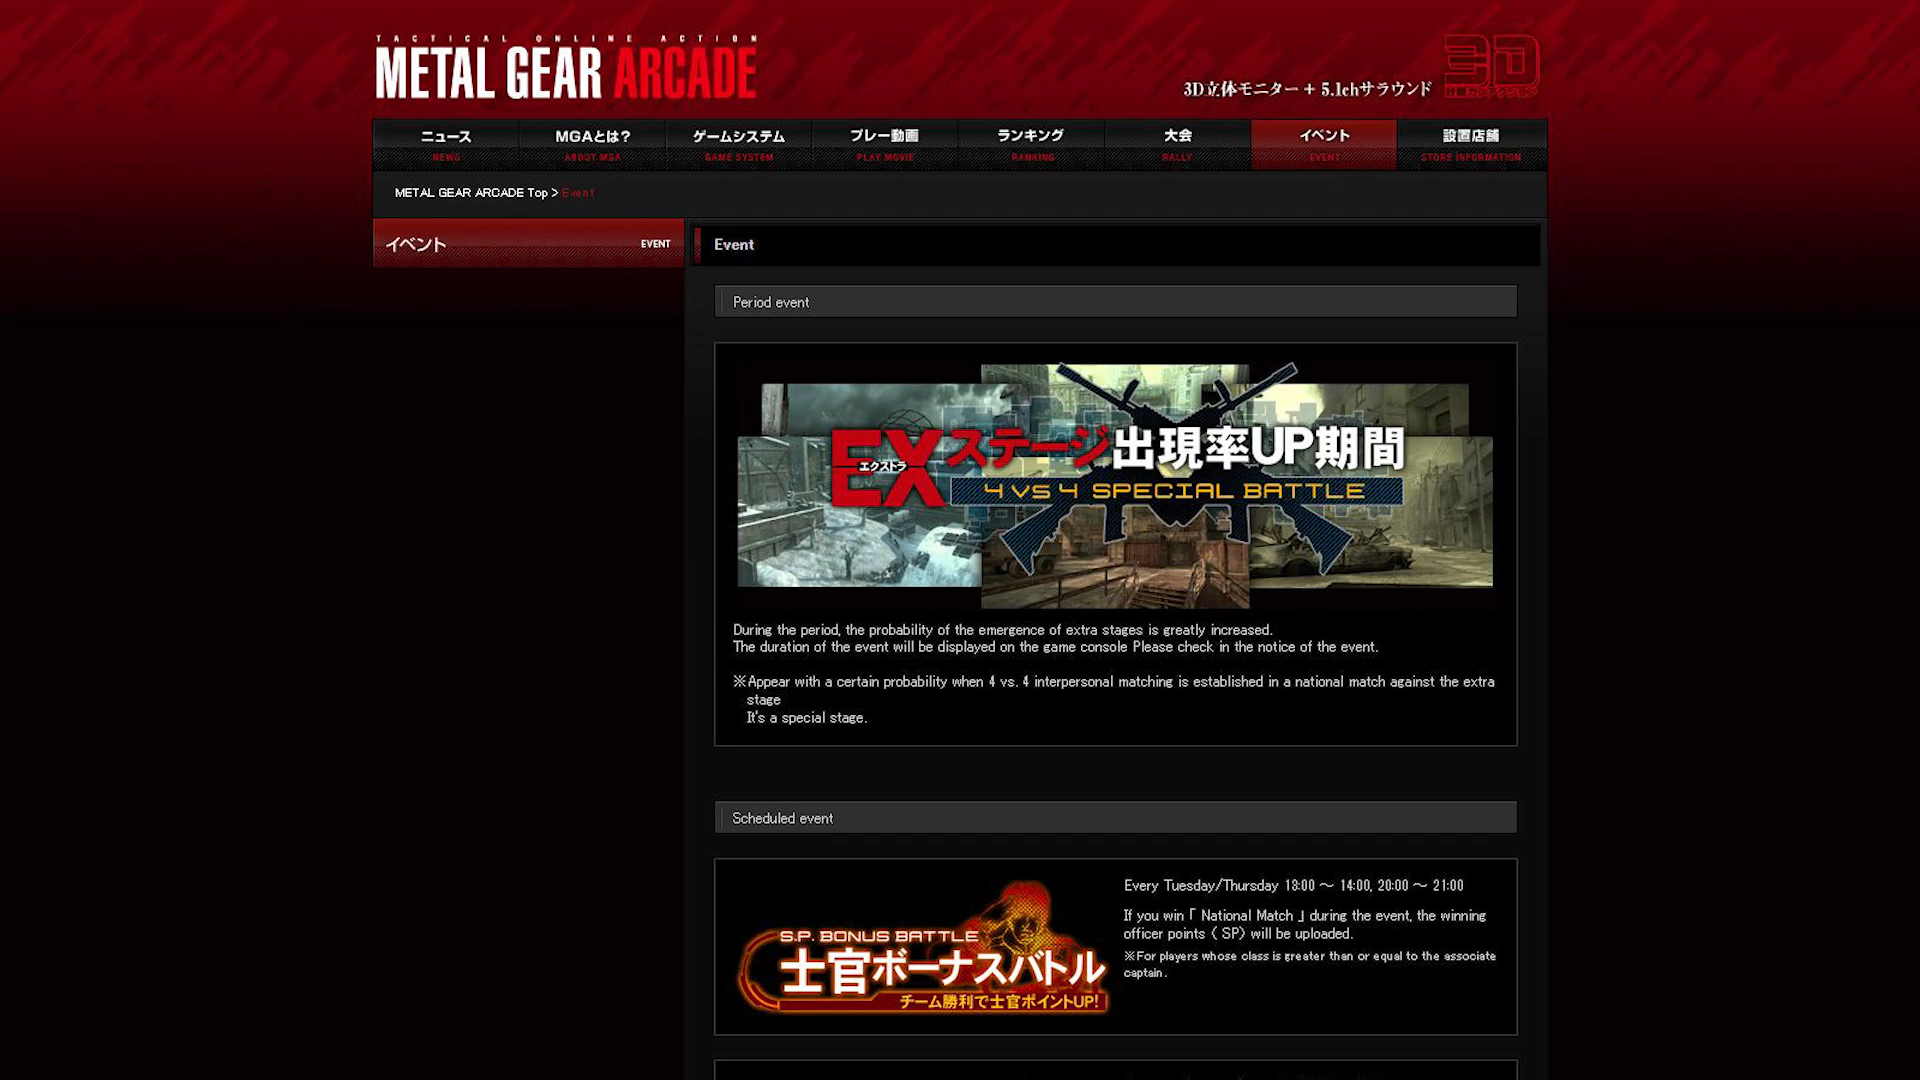 TACTICAL ONLINE ACTION
METAL GEAR ARCADE
3D立体モニター + 5.1chサラウンド
3D
ニュース
NEWS
MGAとは?
ABOUT MGA
ゲームシステム
GAME SYSTEM
プレー動画
PLAY MOVIE
ランキング
RANKING
大会
RALLY
イベント
EVENT
設置店舗
STORE INFORMATION
METAL GEAR ARCADE Top > Event
イベント
EVENT
Event
Period event
EXステージ出現率UP期間
エクストラ
4 VS 4 SPECIAL BATTLE
During the period, the probability of the emergence of extra stages is greatly increased.
The duration of the event will be displayed on the game console Please check in the notice of the event.
※Appear with a certain probability when 4 vs. 4 interpersonal matching is established in a national match against the extra
stage
It's a special stage.
Scheduled event
S.P. BONUS BATTLE
士官ボーナスバトル
チーム勝利で士官ポイントUP!
Every Tuesday/Thursday 13:00 ～ 14:00, 20:00 ～ 21:00
If you win「 National Match 」during the event, the winning
officer points ( SP) will be uploaded.
※For players whose class is greater than or equal to the associate
captain.